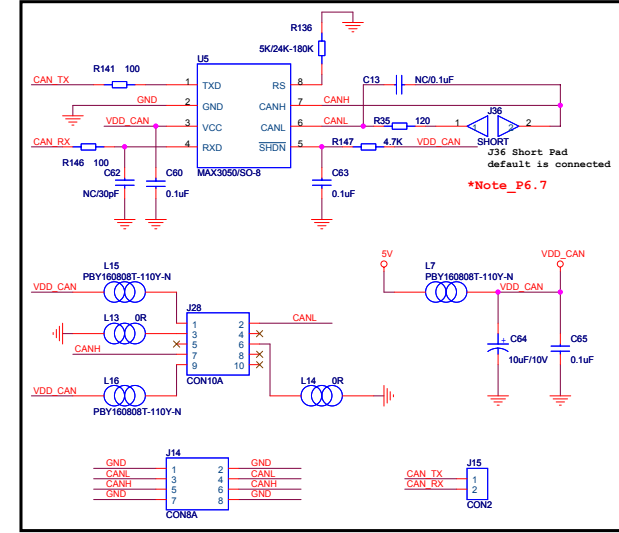 R136
5K/24K-180K
U5
R141 100
C13 NC/0.1uF
CAN_TX
1 TXD RS 8
GND 2 GND CANH 7 CANH
J36
VDD_CAN 3 VCC CANL 6 CANL R35 120 1 1 2 2
SHORT
CAN_RX 4 RXD SHDN 5 R147 4.7K VDD_CAN
J36 Short Pad
default is connected
R146 100
MAX3050/SO-8
C62 C60 C63
NC/30pF 0.1uF 0.1uF
*Note_P6.7
L15
PBY160808T-110Y-N
VDD_CAN
J28
L13 0R
1 2 CANL
3 4
5 6
CANH 7 8
9 10
CON10A
L16
VDD_CAN
PBY160808T-110Y-N
L14 0R
5V VDD_CAN
L7
PBY160808T-110Y-N
VDD_CAN
+ C64 C65
10uF/10V 0.1uF
J14
GND 1 2 GND
CANL 3 4 CANL
CANH 5 6 CANH
GND 7 8 GND
CON8A
J15
CAN_TX 1
CAN_RX 2
CON2